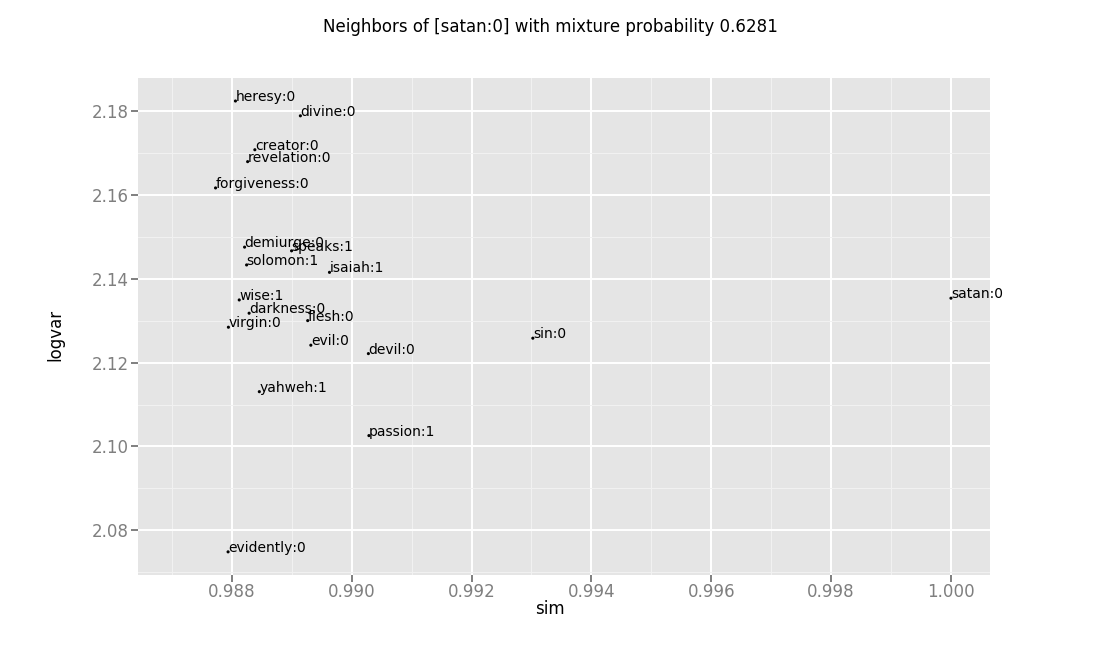 Neighbors of [satan:0] with mixture probability 0.6281
heresy:0
divine:0
2.18
creator:0
revelation:0
2.16
forgiveness:0
demiurge:0
speaks:1
solomon:1
isaiah:1
2.14
satan:0
wise:1
darkness:0
flesh:0
virgin:0
sin:0
evil:0
devil:0
2.12
yahweh:1
passion:1
2.10
evidently:0
2.08
logvar
0.988 0.990 0.992 0.994 0.996 0.998 1.000
sim